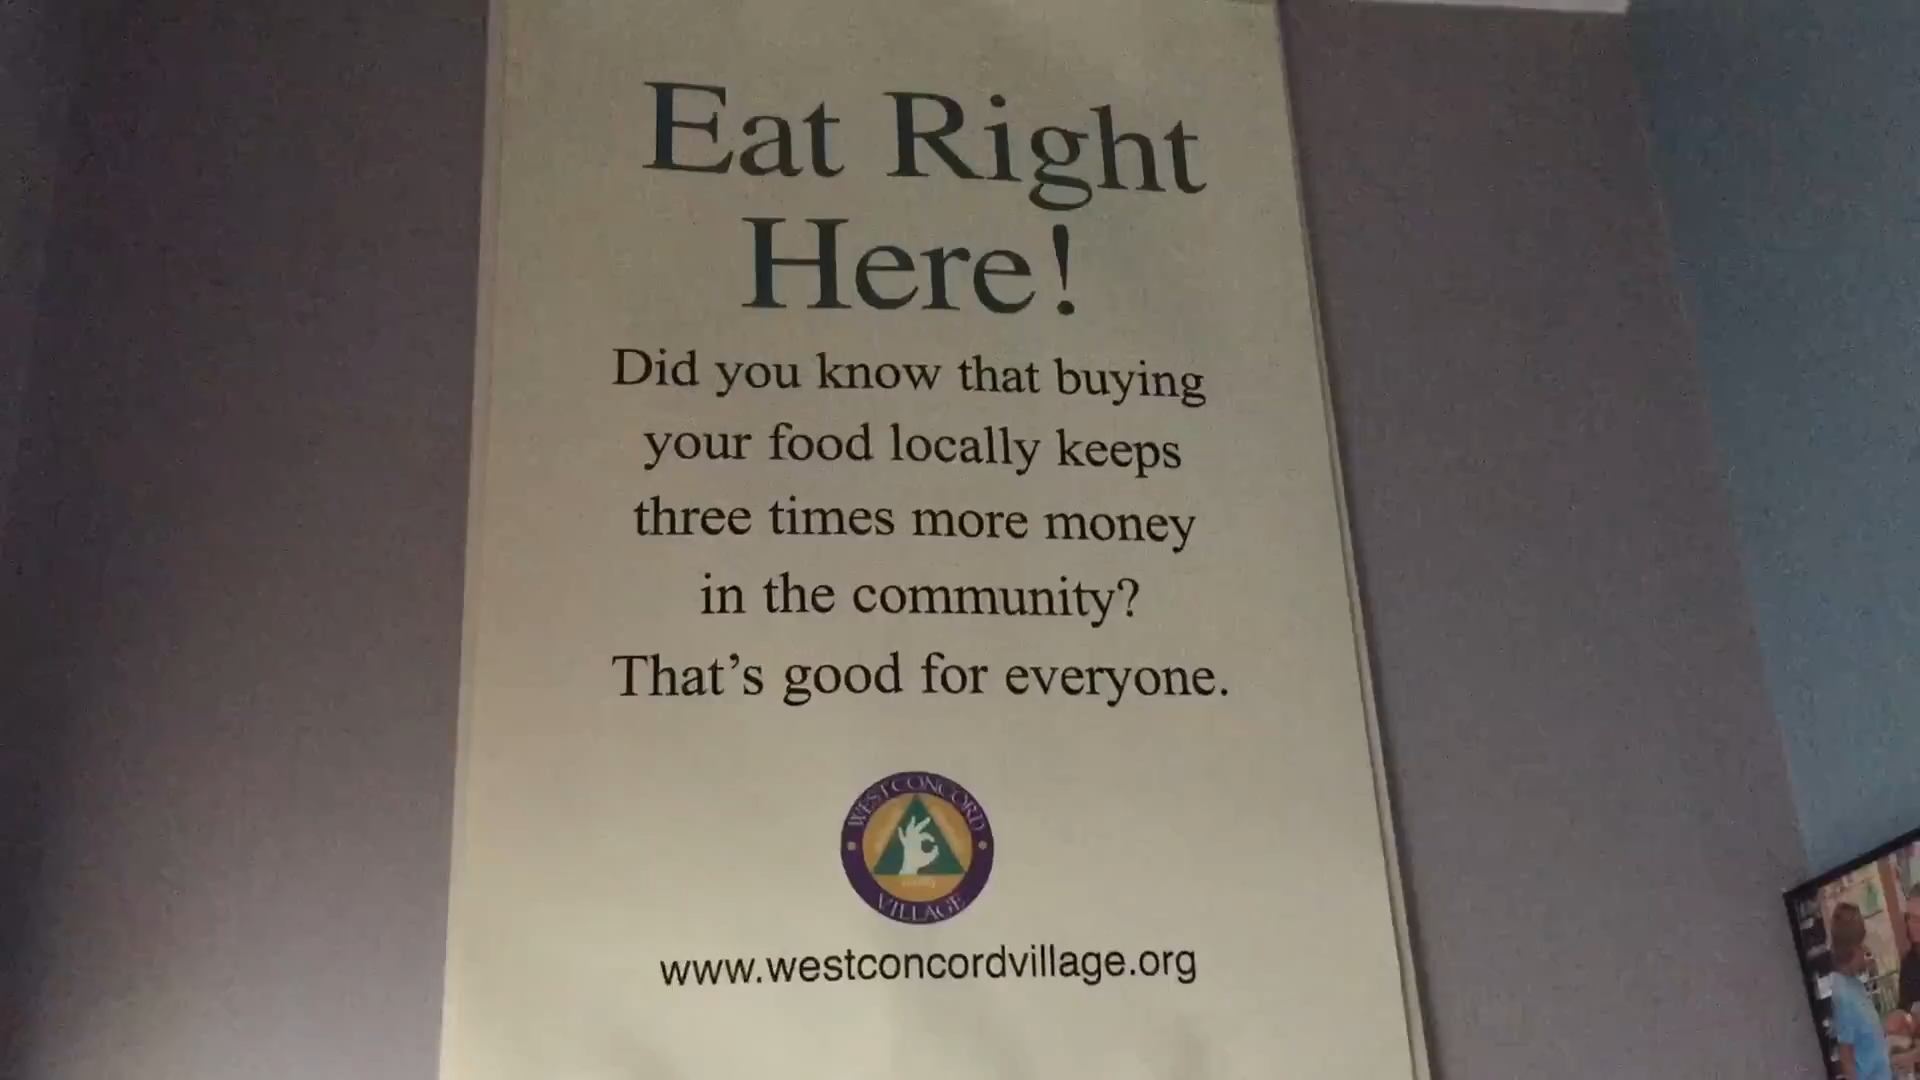 Eat Right
Here!
Did you know that buying
your food locally keeps
three times more money
in the community?
That's good for everyone.
WEST CONCORD
VILLAGE
www.westconcordvillage.org